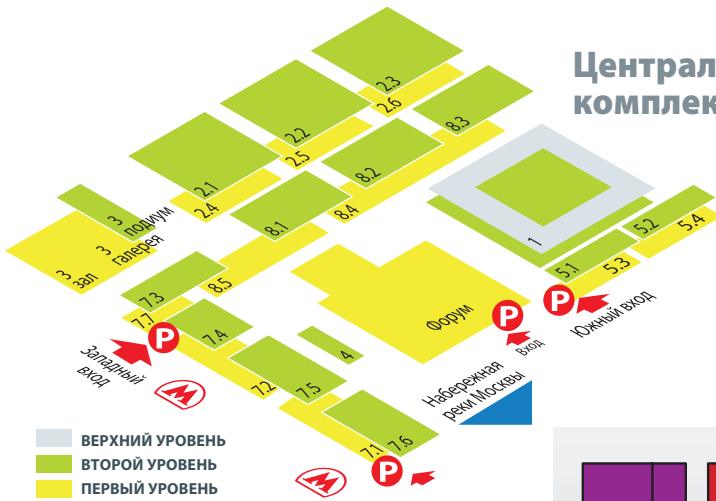 Централ
комплек
2.3
2.6
8.3
2.2
2.5
8.2
2.1
2.4
8.4
8.1
3
подиум
3
галерея
3
зал
1
5.2
5.4
5.1
5.3
7.3
8.5
7.7
7.4
Форум
P
P
Вход
Южный вход
P
Западный
вход
М
4
7.2
7.5
Набережная
реки Москвы
7.1
7.6
М
P
ВЕРХНИЙ УРОВЕНЬ
ВТОРОЙ УРОВЕНЬ
ПЕРВЫЙ УРОВЕНЬ